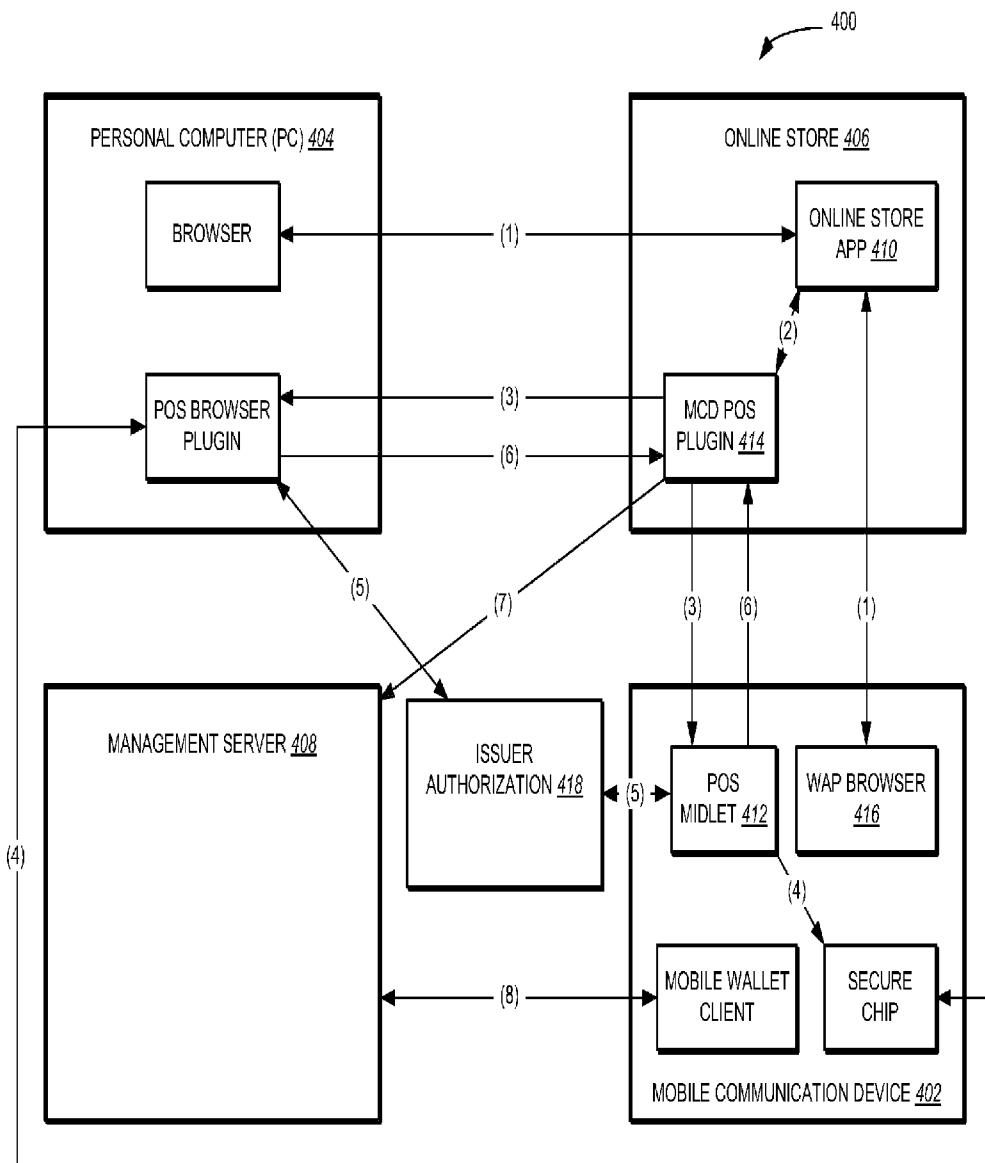 400
PERSONAL COMPUTER (PC) 404
ONLINE STORE 406
BROWSER
(1)
ONLINE STORE
APP 410
(2)
POS BROWSER
PLUGIN
(3)
(6)
MCD POS
PLUGIN 414
(5)
(7)
(3)
(6)
(1)
MANAGEMENT SERVER 408
ISSUER
AUTHORIZATION 418
(5)
POS
MIDLET 412
WAP BROWSER
416
(4)
(4)
(8)
MOBILE WALLET
CLIENT
SECURE
CHIP
MOBILE COMMUNICATION DEVICE 402